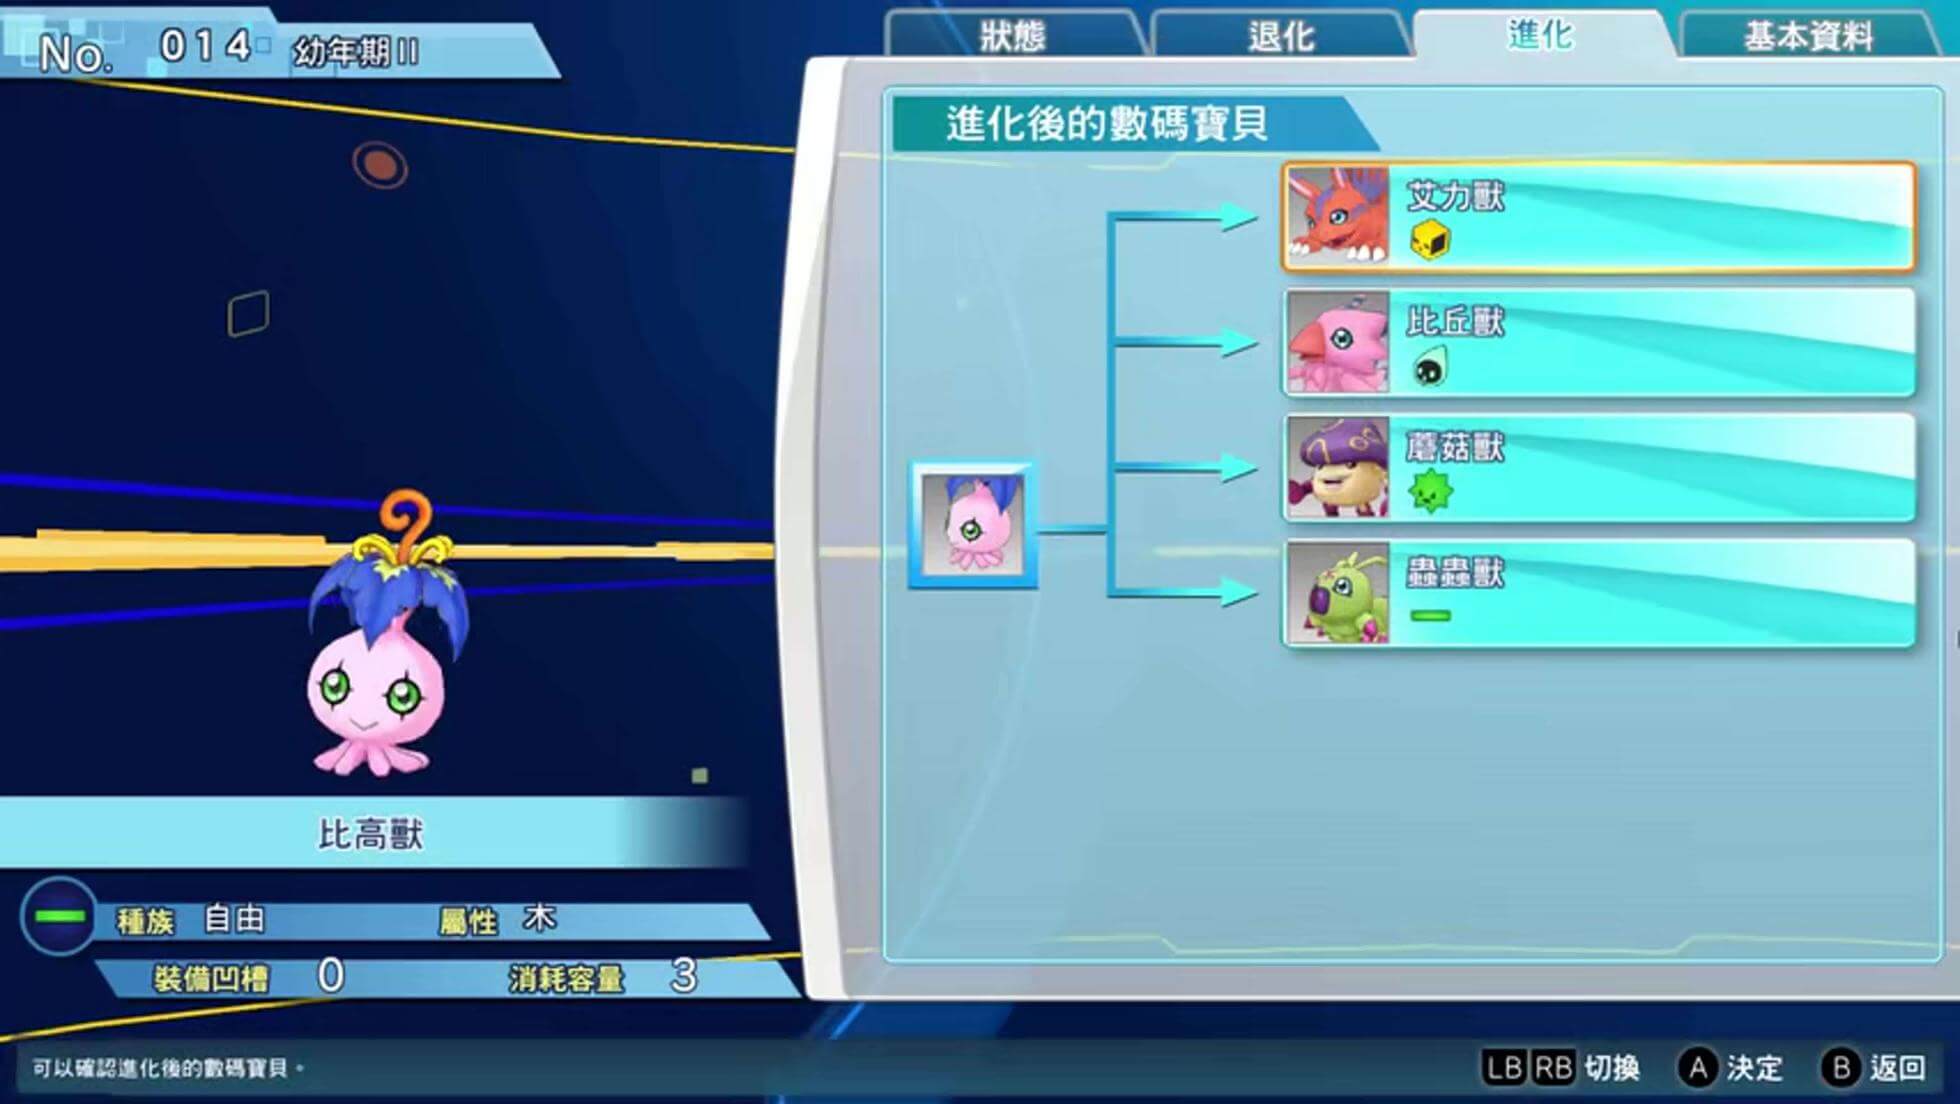 No. 014 幼年期II
狀態 退化 進化 基本資料
進化後的數碼寶貝
艾力獸
比丘獸
蘑菇獸
蟲蟲獸
比高獸
種族 自由 屬性 木
裝備凹槽 0 消耗容量 3
可以確認進化後的數碼寶貝。
LB RB 切換 A 決定 B 返回